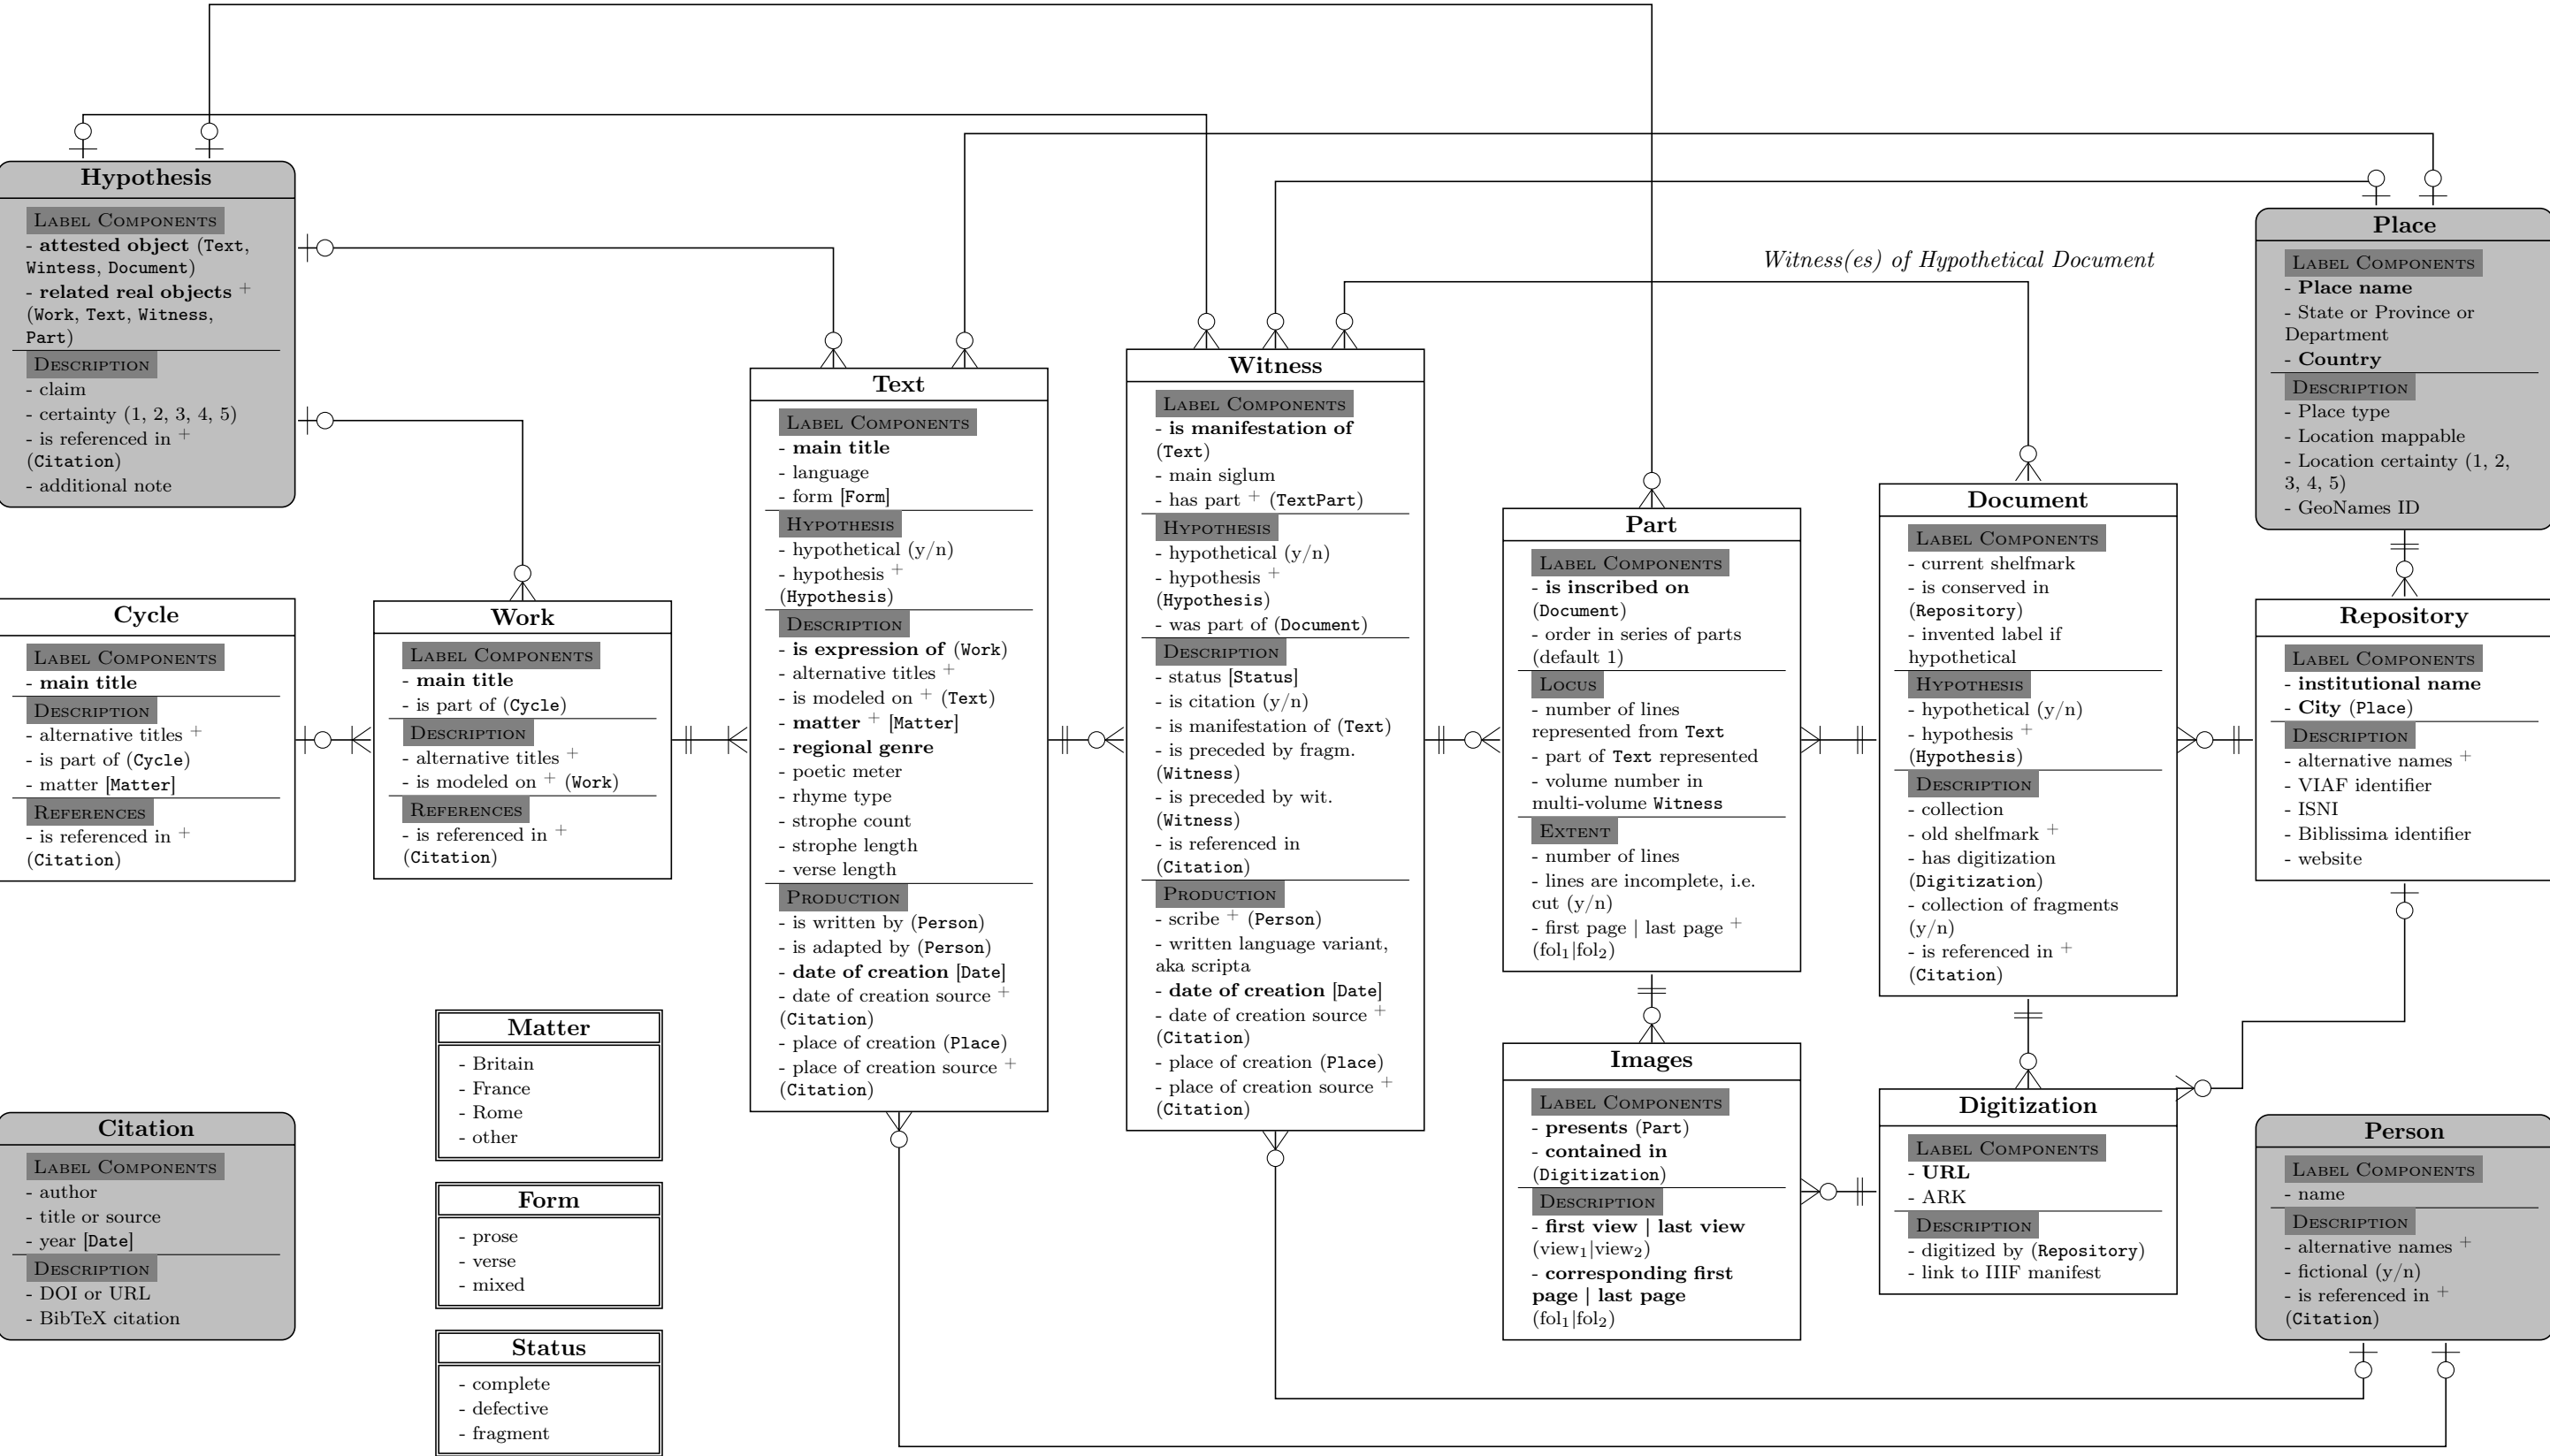 Hypothesis
Label Components
- attested object (Text,
Wintess, Document)
- related real objects +
(Work, Text, Witness,
Part)
Description
- claim
- certainty (1, 2, 3, 4, 5)
- is referenced in +
(Citation)
- additional note
Cycle
Label Components
- main title
Description
- alternative titles +
- is part of (Cycle)
- matter [Matter]
References
- is referenced in +
(Citation)
Citation
Label Components
- author
- title or source
- year [Date]
Description
- DOI or URL
- BibTeX citation
Work
Label Components
- main title
- is part of (Cycle)
Description
- alternative titles +
- is modeled on + (Work)
References
- is referenced in +
(Citation)
Matter
- Britain
- France
- Rome
- other
Form
- prose
- verse
- mixed
Status
- complete
- defective
- fragment
Text
Label Components
- main title
- language
- form [Form]
Hypothesis
- hypothetical (y/n)
- hypothesis +
(Hypothesis)
Description
- is expression of (Work)
- alternative titles +
- is modeled on + (Text)
- matter + [Matter]
- regional genre
- poetic meter
- rhyme type
- strophe count
- strophe length
- verse length
Production
- is written by (Person)
- is adapted by (Person)
- date of creation [Date]
- date of creation source +
(Citation)
- place of creation (Place)
- place of creation source +
(Citation)
Witness
Label Components
- is manifestation of
(Text)
- main siglum
- has part + (TextPart)
Hypothesis
- hypothetical (y/n)
- hypothesis +
(Hypothesis)
- was part of (Document)
Description
- status [Status]
- is citation (y/n)
- is manifestation of (Text)
- is preceded by fragm.
(Witness)
- is preceded by wit.
(Witness)
- is referenced in
(Citation)
Production
- scribe + (Person)
- written language variant,
aka scripta
- date of creation [Date]
- date of creation source +
(Citation)
- place of creation (Place)
- place of creation source +
(Citation)
Witness(es) of Hypothetical Document
Part
Label Components
- is inscribed on
(Document)
- order in series of parts
(default 1)
Locus
- number of lines
represented from Text
- part of Text represented
- volume number in
multi-volume Witness
Extent
- number of lines
- lines are incomplete, i.e.
cut (y/n)
- first page | last page +
(fol1|fol2)
Images
Label Components
- presents (Part)
- contained in
(Digitization)
Description
- first view | last view
(view1|view2)
- corresponding first
page | last page
(fol1|fol2)
Document
Label Components
- current shelfmark
- is conserved in
(Repository)
- invented label if
hypothetical
Hypothesis
- hypothetical (y/n)
- hypothesis +
(Hypothesis)
Description
- collection
- old shelfmark +
- has digitization
(Digitization)
- collection of fragments
(y/n)
- is referenced in +
(Citation)
Digitization
Label Components
- URL
- ARK
Description
- digitized by (Repository)
- link to IIIF manifest
Place
Label Components
- Place name
- State or Province or
Department
- Country
Description
- Place type
- Location mappable
- Location certainty (1, 2,
3, 4, 5)
- GeoNames ID
Repository
Label Components
- institutional name
- City (Place)
Description
- alternative names +
- VIAF identifier
- ISNI
- Biblissima identifier
- website
Person
Label Components
- name
Description
- alternative names +
- fictional (y/n)
- is referenced in +
(Citation)